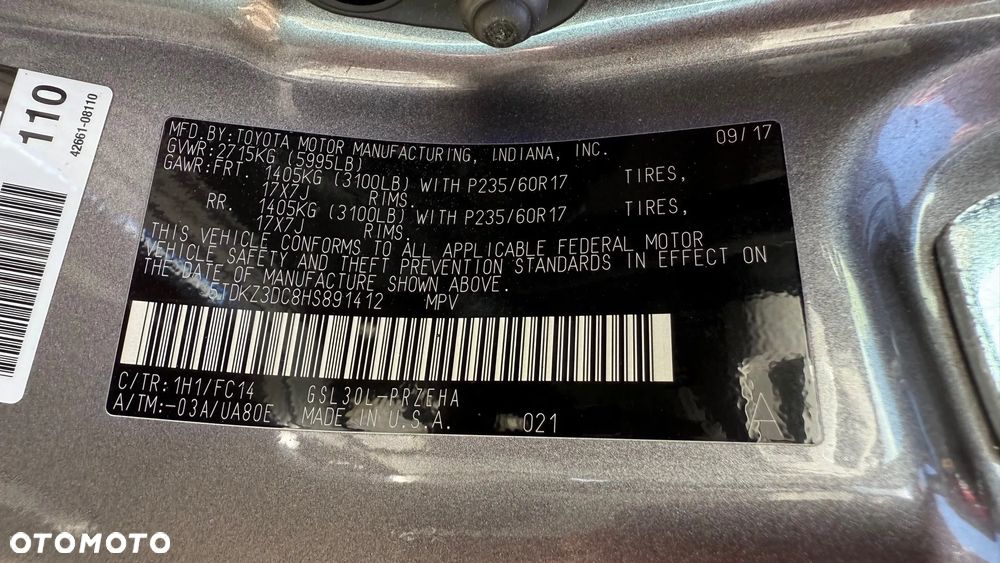 110
42661-08110
MFD.BY:TOYOTA MOTOR MANUFACTURING, INDIANA, INC. 09/17
GVWR:2715KG (5995LB)
GAWR:FRT. 1405KG (3100LB) WITH P235/60R17 TIRES,
17X7J RIMS.
RR. 1405KG (3100LB) WITH P235/60R17 TIRES,
17X7J RIMS.
THIS VEHICLE CONFORMS TO ALL APPLICABLE FEDERAL MOTOR
VEHICLE SAFETY AND THEFT PREVENTION STANDARDS IN EFFECT ON
THE DATE OF MANUFACTURE SHOWN ABOVE.
5TDKZ3DC8HS891412 MPV
C/TR:1H1/FC14 GSL30L-PRZEHA
A/TM:-03A/UA80E MADE IN U.S.A. 021
A
OTOMOTO